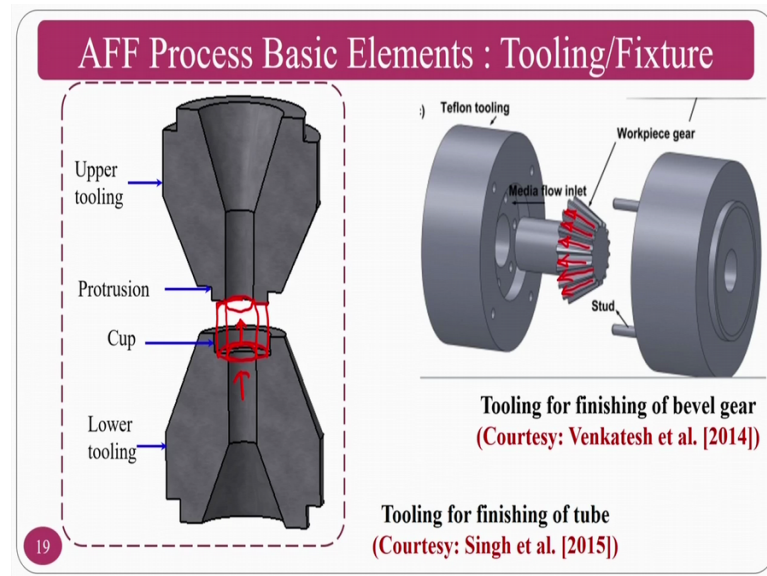 AFF Process Basic Elements : Tooling/Fixture
Upper
tooling
Protrusion
Cup
Lower
tooling
:)
Teflon tooling
Workpiece gear
Media flow inlet
Stud
Tooling for finishing of bevel gear
(Courtesy: Venkatesh et al. [2014])
Tooling for finishing of tube
(Courtesy: Singh et al. [2015])
19